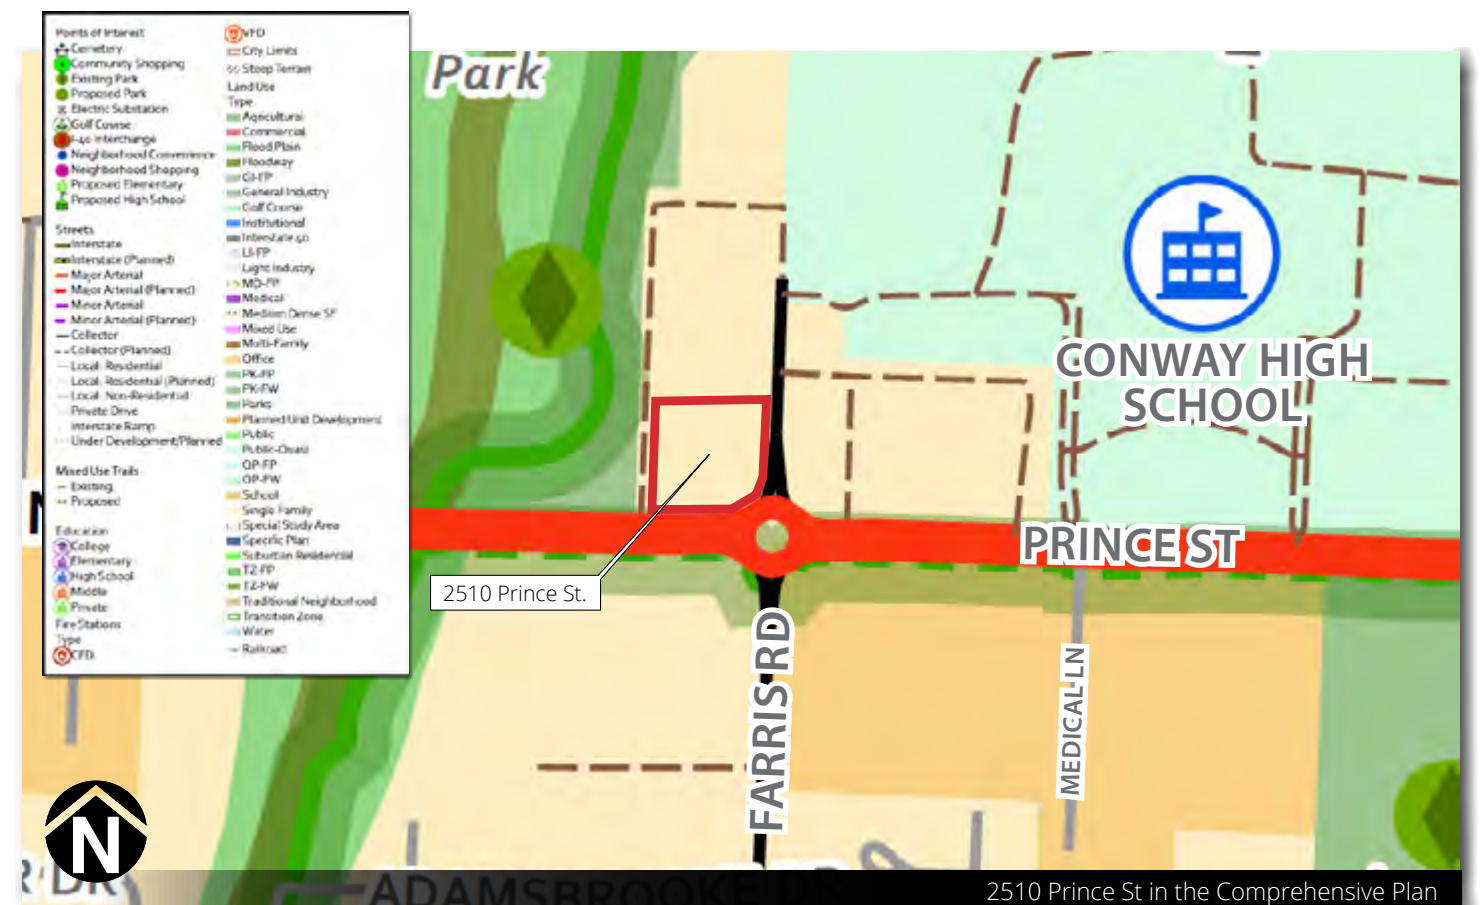 Points of Interest
Cemetery
Community Shopping
Existing Park
Proposed Park
Electric Substation
Golf Course
I-40 Interchange
Neighborhood Convenience
Neighborhood Shopping
Proposed Elementary
Proposed High School
Streets
Interstate
Interstate (Planned)
Major Arterial
Major Arterial (Planned)
Minor Arterial
Minor Arterial (Planned)
Collector
Collector (Planned)
Local: Residential
Local: Residential (Planned)
Local: Non-Residential
Private Drive
Interstate Ramp
Under Development/Planned
Mixed Use Trails
Existing
Proposed
Education
College
Elementary
High School
Middle
Private
Fire Stations
Type
CFD
VFD
City Limits
Steep Terrain
Land Use
Type
Agricultural
Commercial
Flood Plain
Floodway
GI-FP
General Industry
Golf Course
Institutional
Interstate 40
LI-FP
Light Industry
MD-FP
Medical
Medium Dense SF
Mixed Use
Multi-Family
Office
PK-FP
PK-FW
Parks
Planned Unit Development
Public
Public-Quasi
QP-FP
QP-FW
School
Single Family
Special Study Area
Specific Plan
Suburban Residential
TZ-FP
TZ-FW
Traditional Neighborhood
Transition Zone
Water
Railroad
Park
CONWAY HIGH
SCHOOL
PRINCE ST
2510 Prince St.
FARRIS RD
MEDICAL LN
N
R DR
ADAMSBROOKE DR
2510 Prince St in the Comprehensive Plan